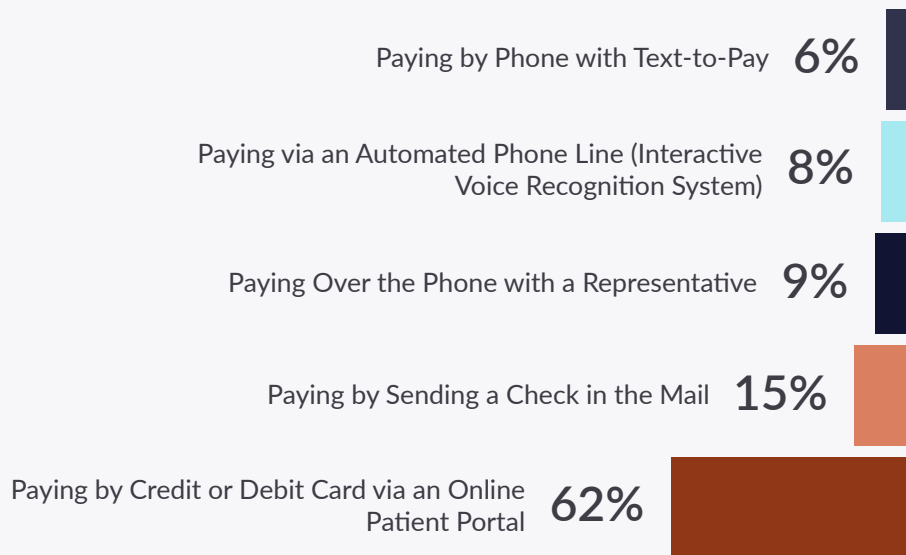 Paying by Phone with Text-to-Pay 6%
Paying via an Automated Phone Line (Interactive
Voice Recognition System) 8%
Paying Over the Phone with a Representative 9%
Paying by Sending a Check in the Mail 15%
Paying by Credit or Debit Card via an Online
Patient Portal 62%